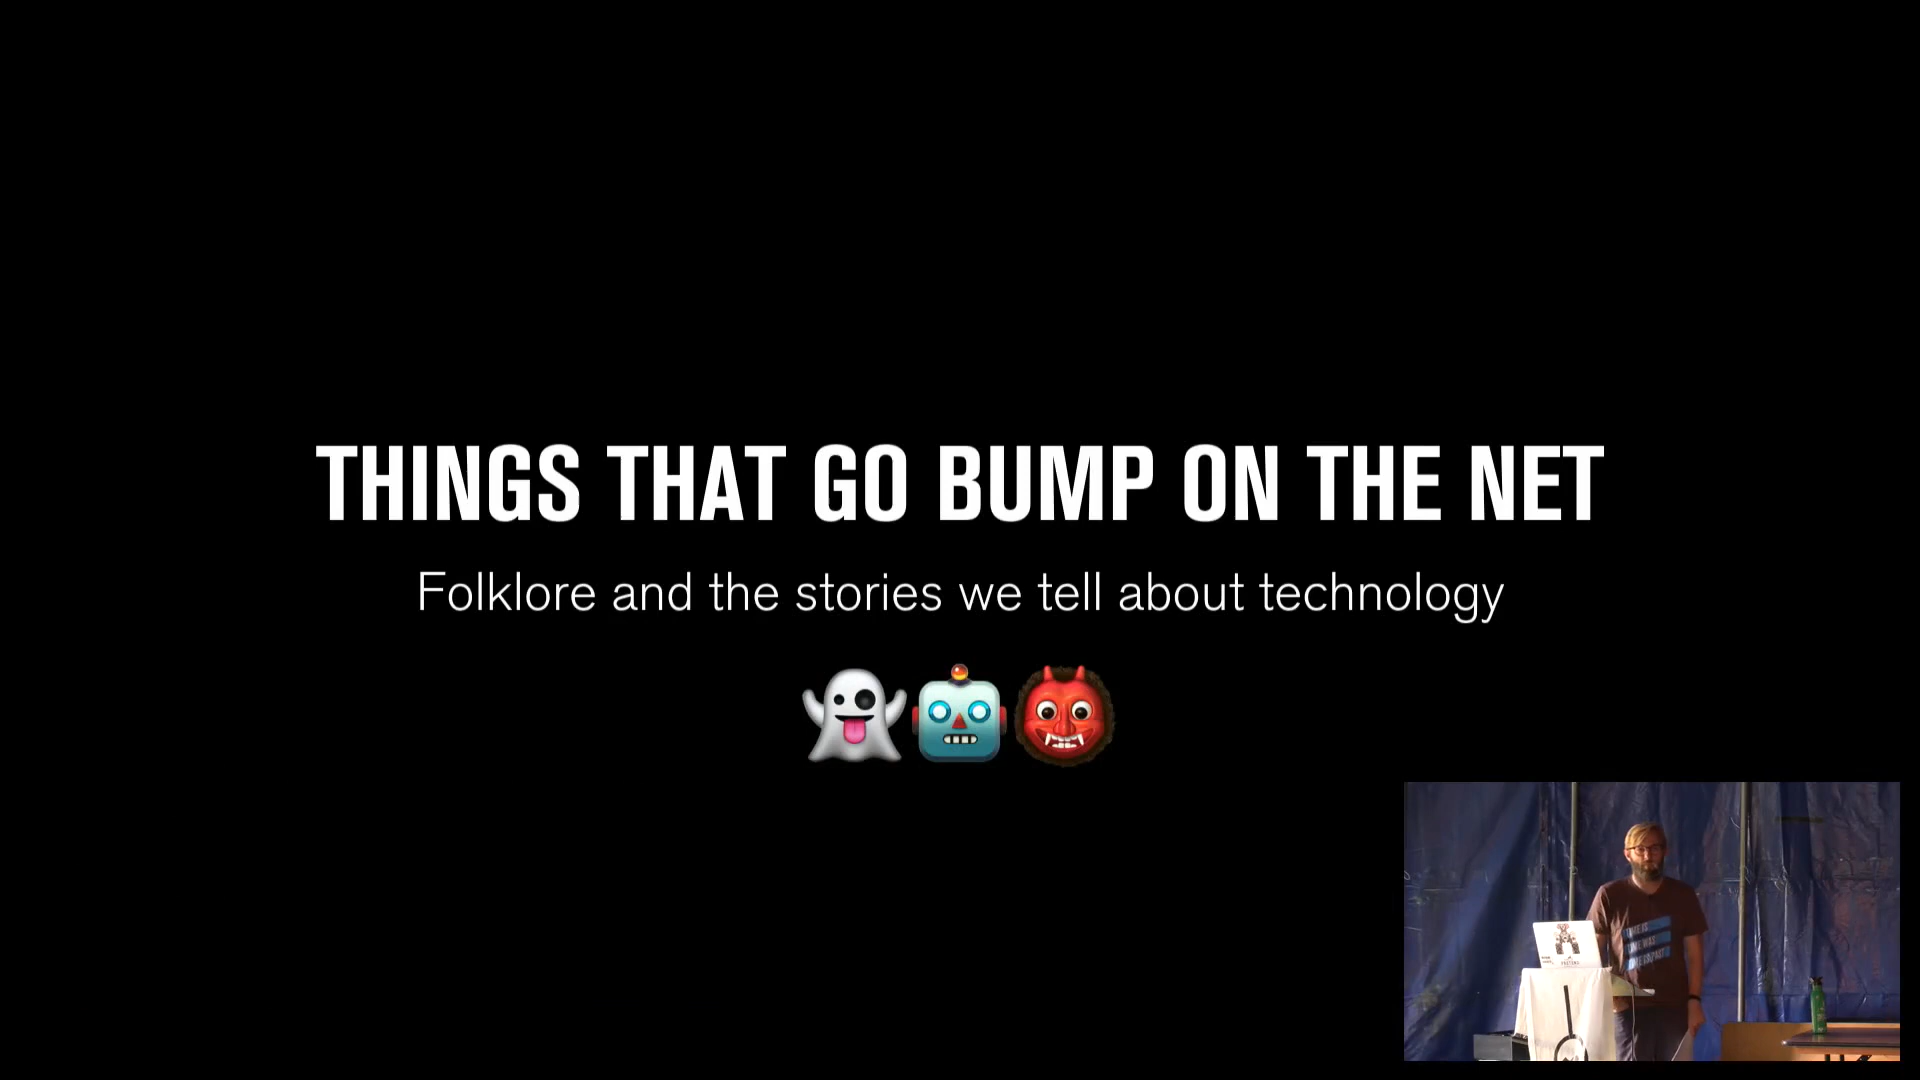 THINGS THAT GO BUMP ON THE NET
Folklore and the stories we tell about technology